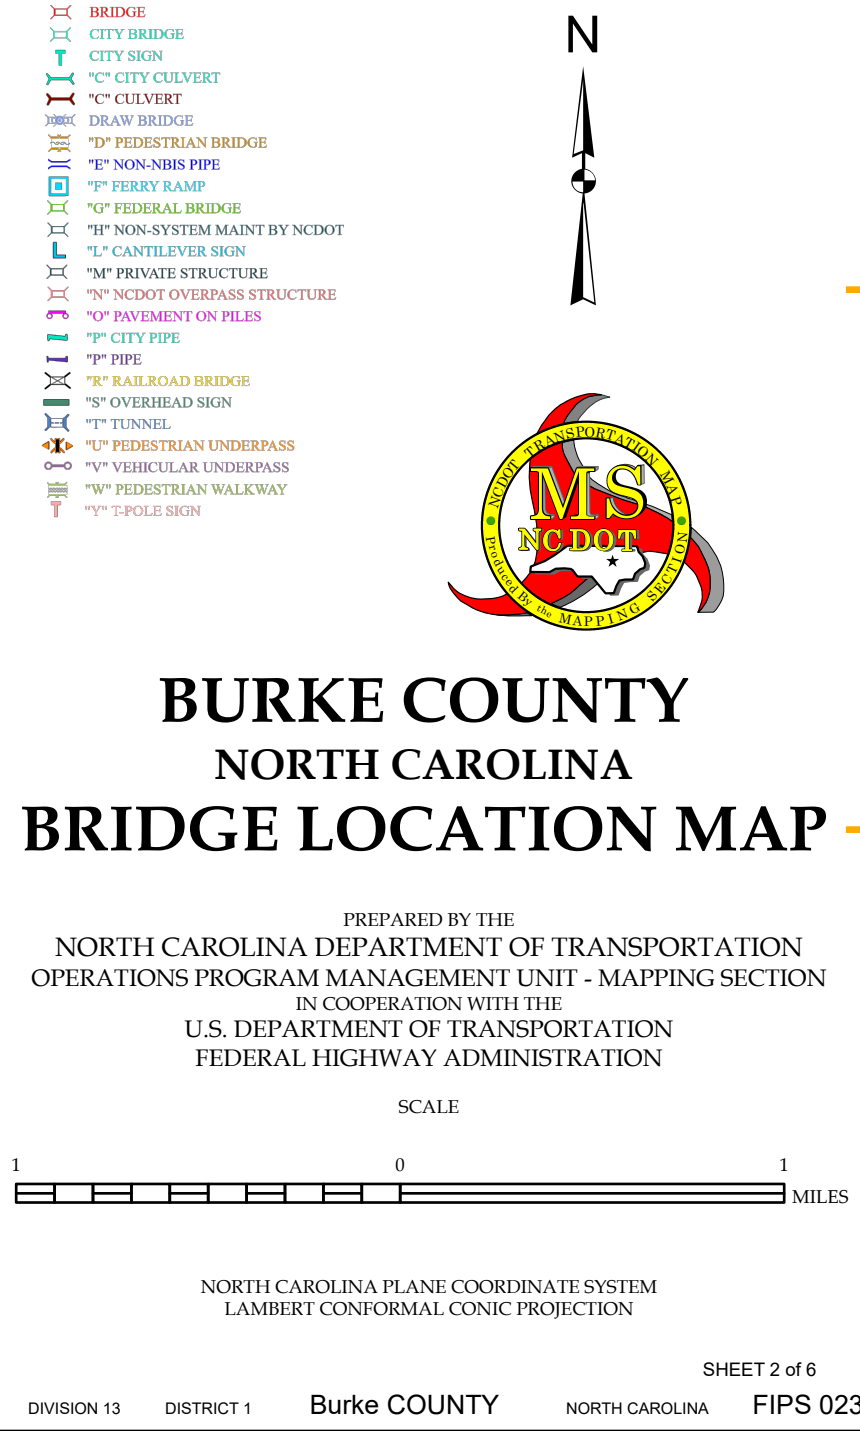 BRIDGE
CITY BRIDGE
CITY SIGN
"C" CITY CULVERT
"C" CULVERT
DRAW BRIDGE
"D" PEDESTRIAN BRIDGE
"E" NON-NBIS PIPE
"F" FERRY RAMP
"G" FEDERAL BRIDGE
"H" NON-SYSTEM MAINT BY NCDOT
"L" CANTILEVER SIGN
"M" PRIVATE STRUCTURE
"N" NCDOT OVERPASS STRUCTURE
"O" PAVEMENT ON PILES
"P" CITY PIPE
"P" PIPE
"R" RAILROAD BRIDGE
"S" OVERHEAD SIGN
"T" TUNNEL
"U" PEDESTRIAN UNDERPASS
"V" VEHICULAR UNDERPASS
"W" PEDESTRIAN WALKWAY
"Y" T-POLE SIGN
N
NCDOT TRANSPORTATION MAP
MS
NC DOT
Produced By the MAPPING SECTION
BURKE COUNTY
NORTH CAROLINA
BRIDGE LOCATION MAP
PREPARED BY THE
NORTH CAROLINA DEPARTMENT OF TRANSPORTATION
OPERATIONS PROGRAM MANAGEMENT UNIT - MAPPING SECTION
IN COOPERATION WITH THE
U.S. DEPARTMENT OF TRANSPORTATION
FEDERAL HIGHWAY ADMINISTRATION
SCALE
1 0 1
MILES
NORTH CAROLINA PLANE COORDINATE SYSTEM
LAMBERT CONFORMAL CONIC PROJECTION
SHEET 2 of 6
DIVISION 13 DISTRICT 1 Burke COUNTY NORTH CAROLINA FIPS 023